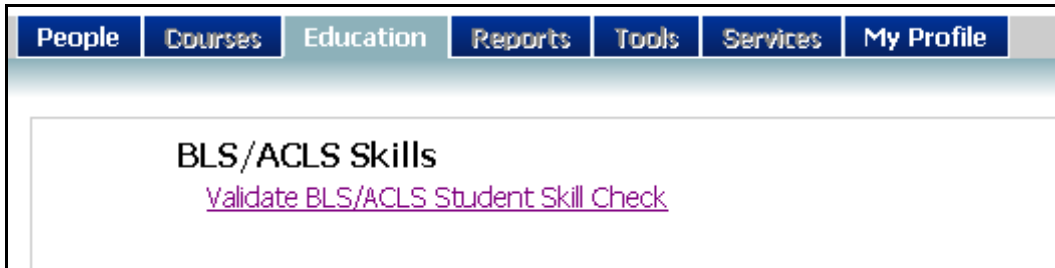 People Courses Education Reports Tools Services My Profile
BLS/ACLS Skills
Validate BLS/ACLS Student Skill Check